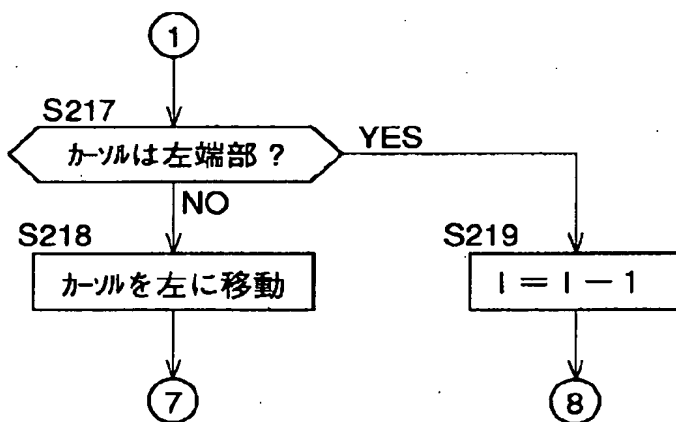 1
S217
カーソルは左端部?
YES
NO
S218
カーソルを左に移動
S219
I = I − 1
7
8